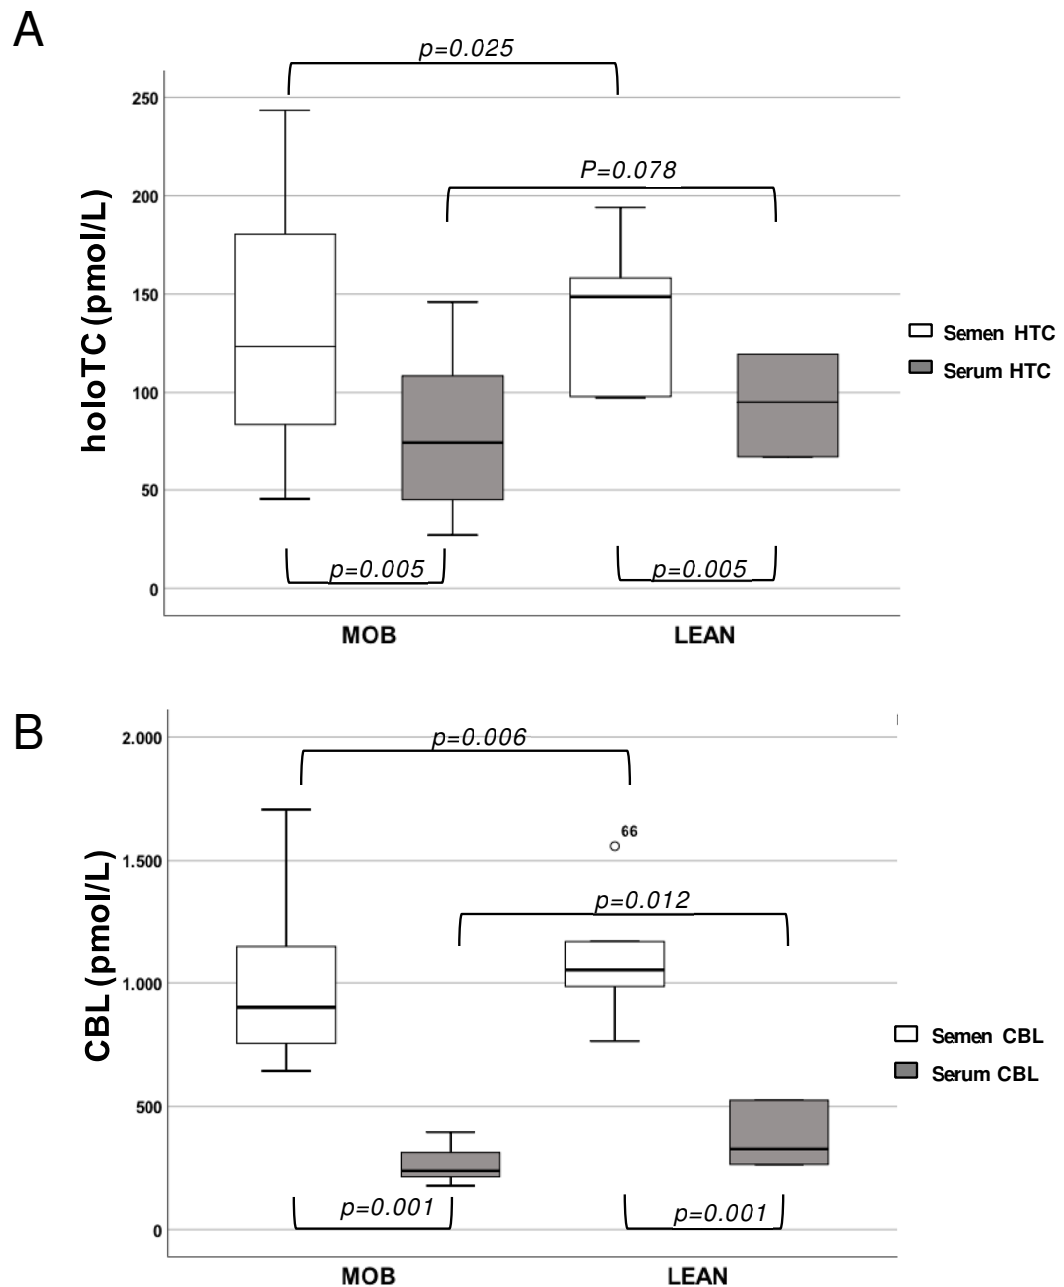 A
p=0.025
250
P=0.078
200
150
100
50
0
holoTC (pmol/L)
Semen HTC
Serum HTC
p=0.005
p=0.005
MOB
LEAN
B
2.000
p=0.006
66
1.500
p=0.012
1.000
CBL (pmol/L)
Semen CBL
Serum CBL
500
p=0.001
p=0.001
0
MOB
LEAN